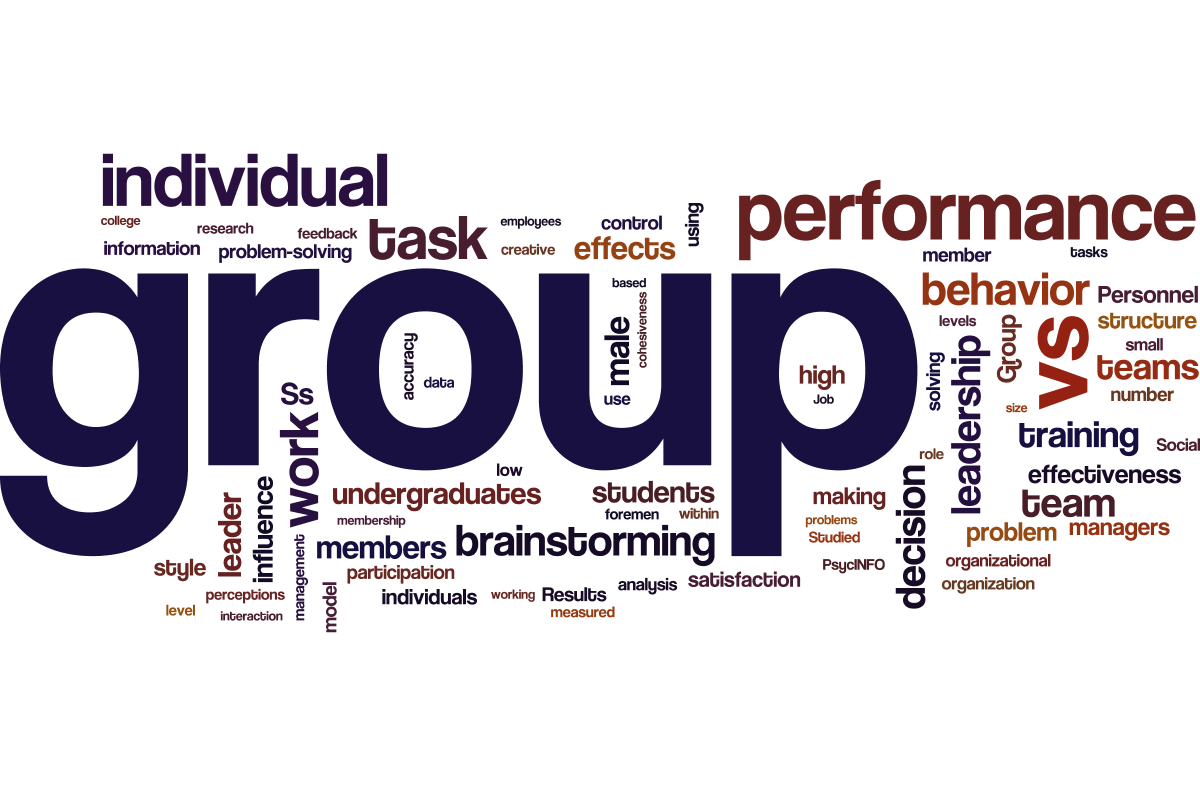 individual
performance
college
research
feedback
task
employees
control
using
information
problem-solving
creative
effects
member
tasks
group
based
cohesiveness
male
use
accuracy
data
high
Job
behavior
Personnel
levels
Group
vs
structure
small
teams
number
solving
leadership
size
training
Social
role
effectiveness
team
Ss
work
low
undergraduates
students
making
decision
leader
influence
membership
foremen
within
problems
Studied
problem
managers
members
brainstorming
PsycINFO
organizational
style
management
participation
satisfaction
organization
perceptions
model
individuals
working
Results
analysis
level
interaction
measured